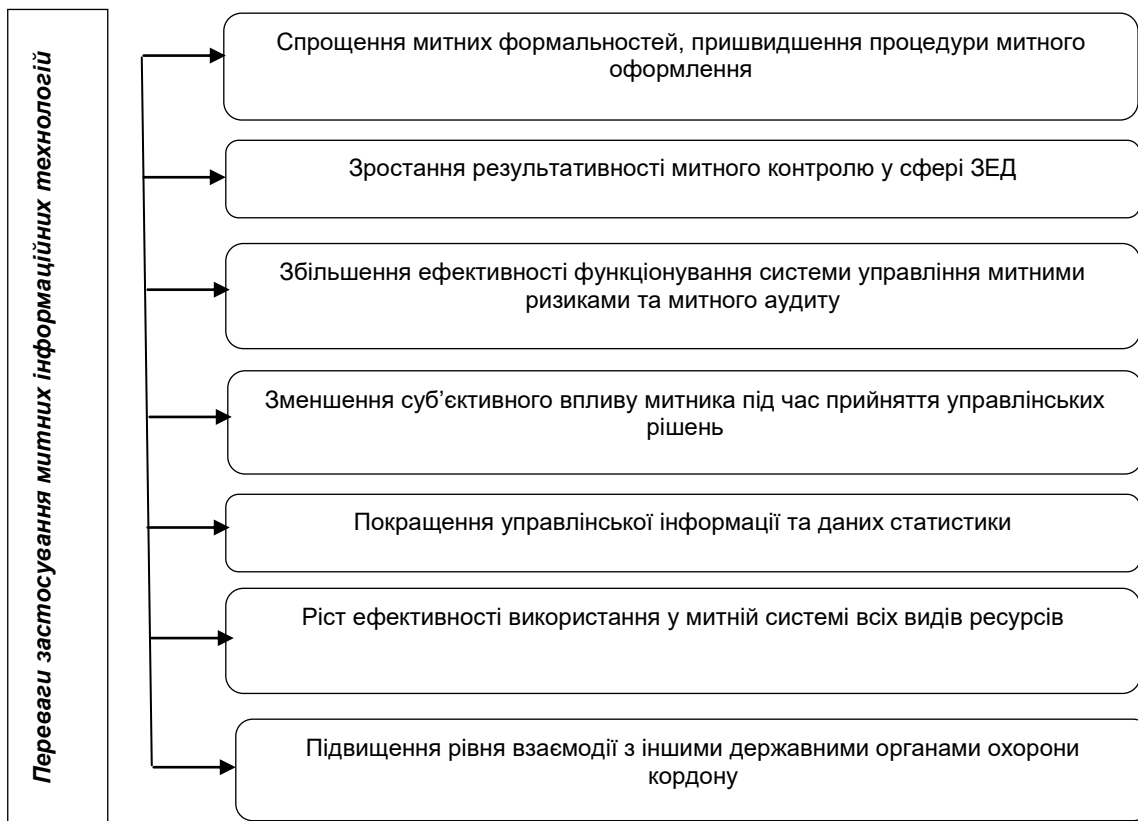 Переваги застосування митних інформаційних технологій
Спрощення митних формальностей, пришвидшення процедури митного
оформлення
Зростання результативності митного контролю у сфері ЗЕД
Збільшення ефективності функціонування системи управління митними
ризиками та митного аудиту
Зменшення суб’єктивного впливу митника під час прийняття управлінських
рішень
Покращення управлінської інформації та даних статистики
Ріст ефективності використання у митній системі всіх видів ресурсів
Підвищення рівня взаємодії з іншими державними органами охорони
кордону